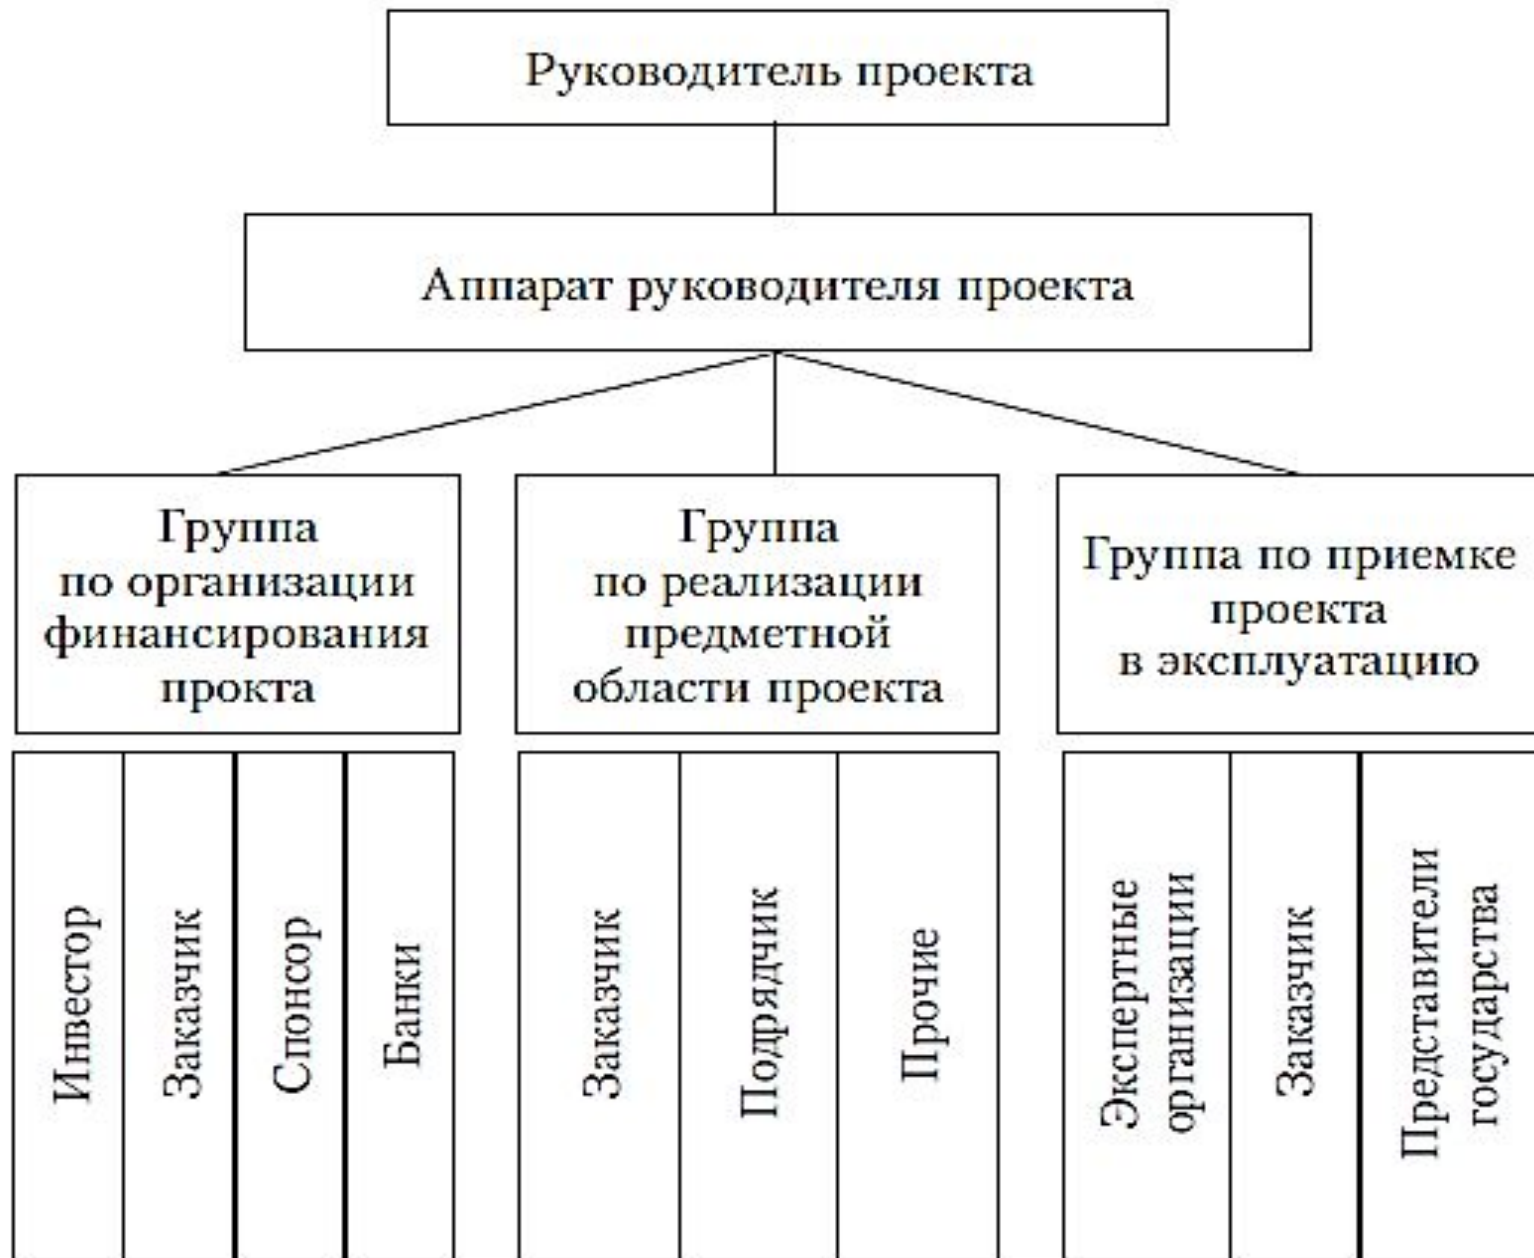 Руководитель проекта
Аппарат руководителя проекта
Группа
по организации
финансирования
прокта
Группа
по реализации
предметной
области проекта
Группа по приемке
проекта
в эксплуатацию
Инвестор
Заказчик
Спонсор
Банки
Заказчик
Подрядчик
Прочие
Экспертные
организации
Заказчик
Представители
государства